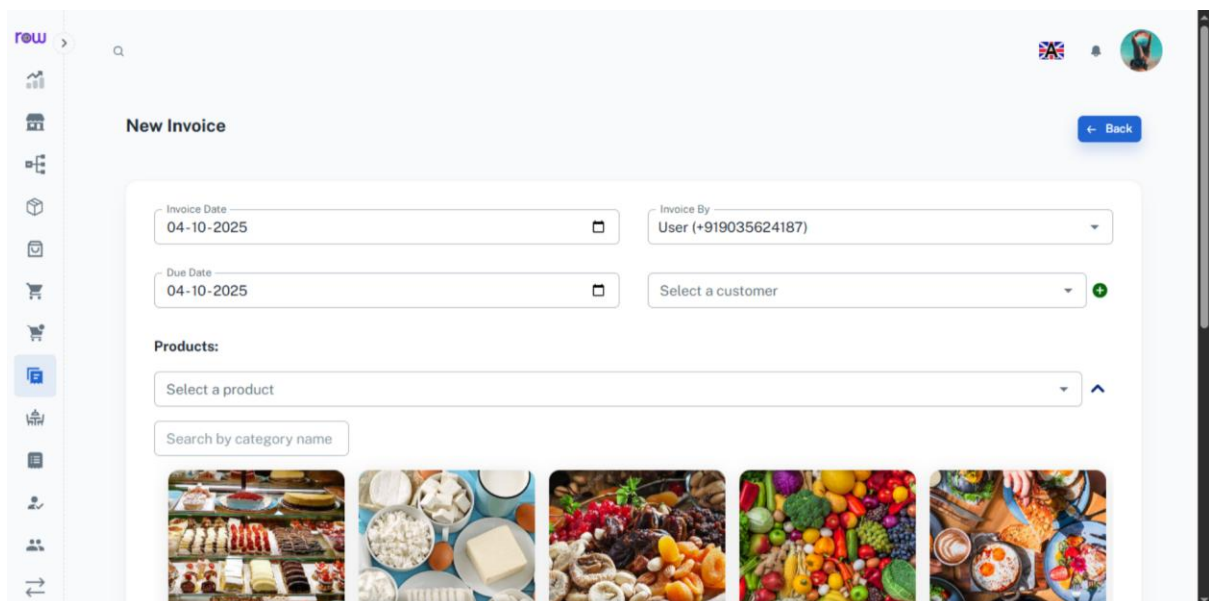 row
A
New Invoice
← Back
Invoice Date
04-10-2025
Invoice By
User (+919035624187)
Due Date
04-10-2025
Select a customer
Products:
Select a product
Search by category name